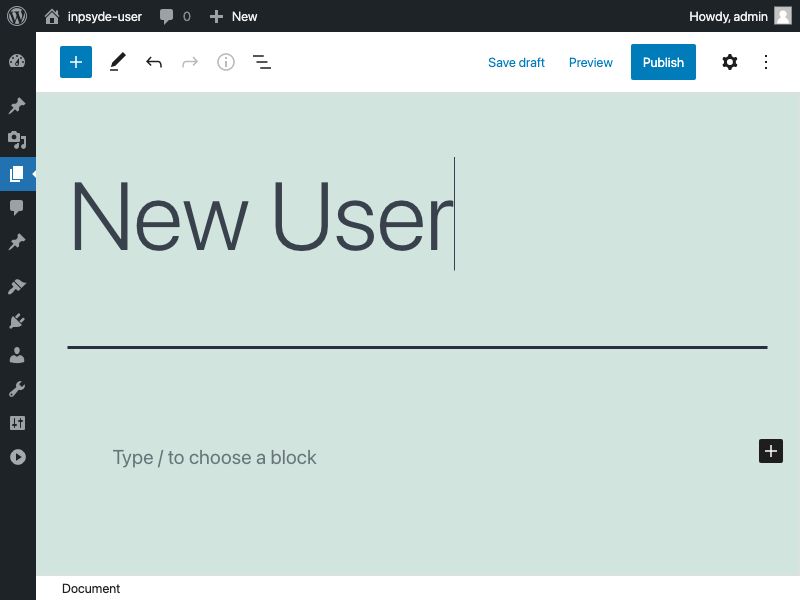 inpsyde-user 0 New Howdy, admin
Save draft Preview Publish
New User
Type / to choose a block
Document